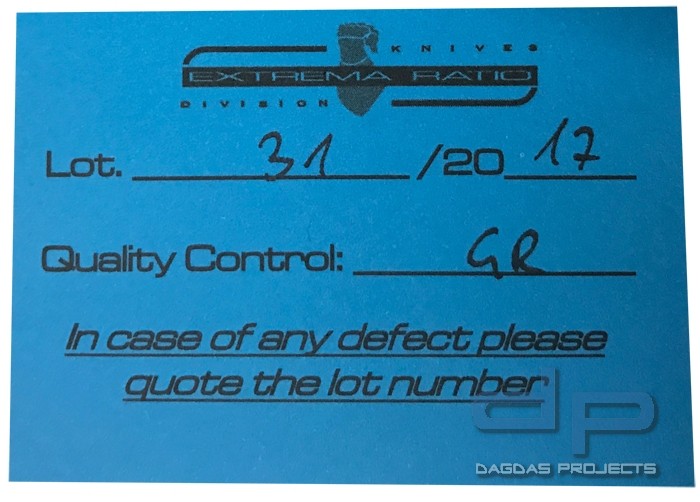 KNIVES
EXTREMA RATIO
DIVISION
Lot. 31 /20 17
Quality Control: GR
In case of any defect please
quote the lot number
dp
DAGDAS PROJECTS